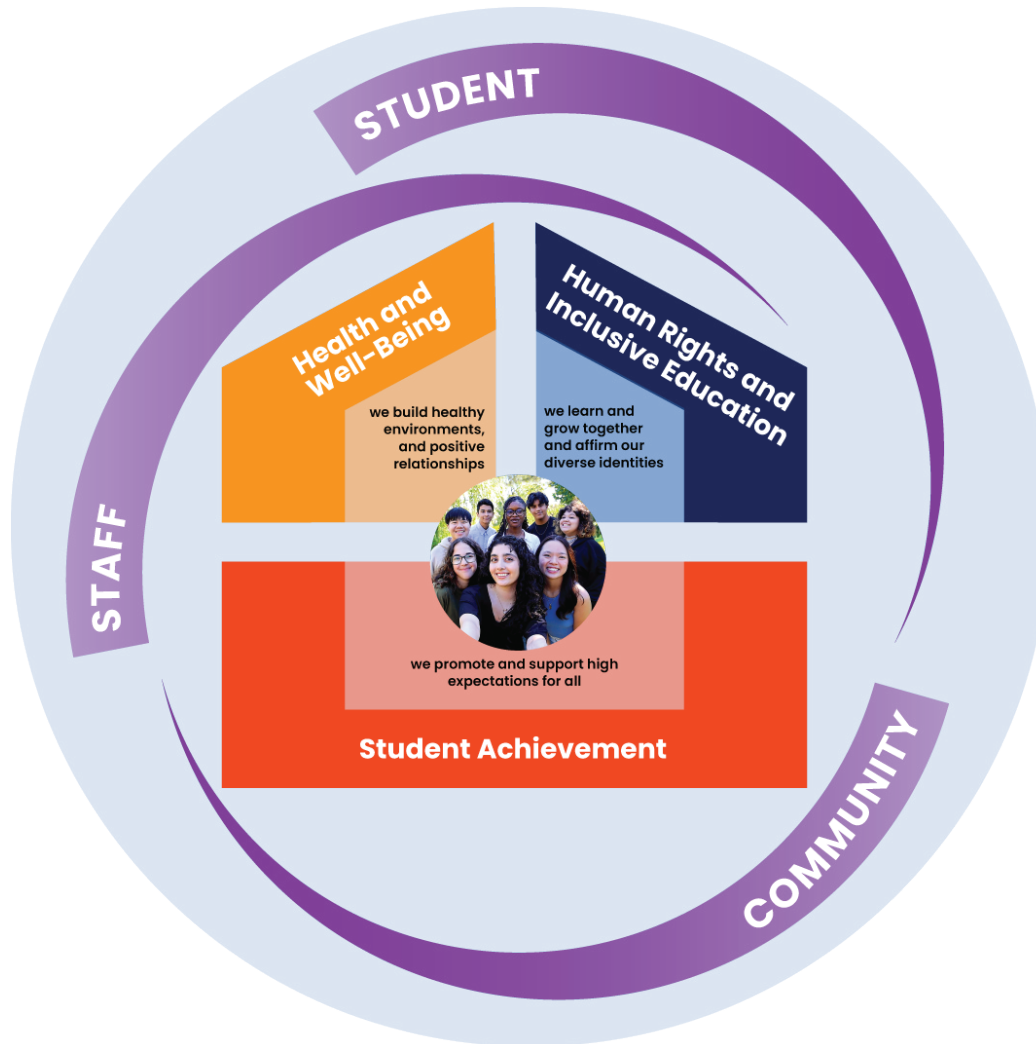 STUDENT
STAFF
Health and
Well-Being
we build healthy
environments,
and positive
relationships
Human Rights and
Inclusive Education
we learn and
grow together
and affirm our
diverse identities
we promote and support high
expectations for all
Student Achievement
COMMUNITY